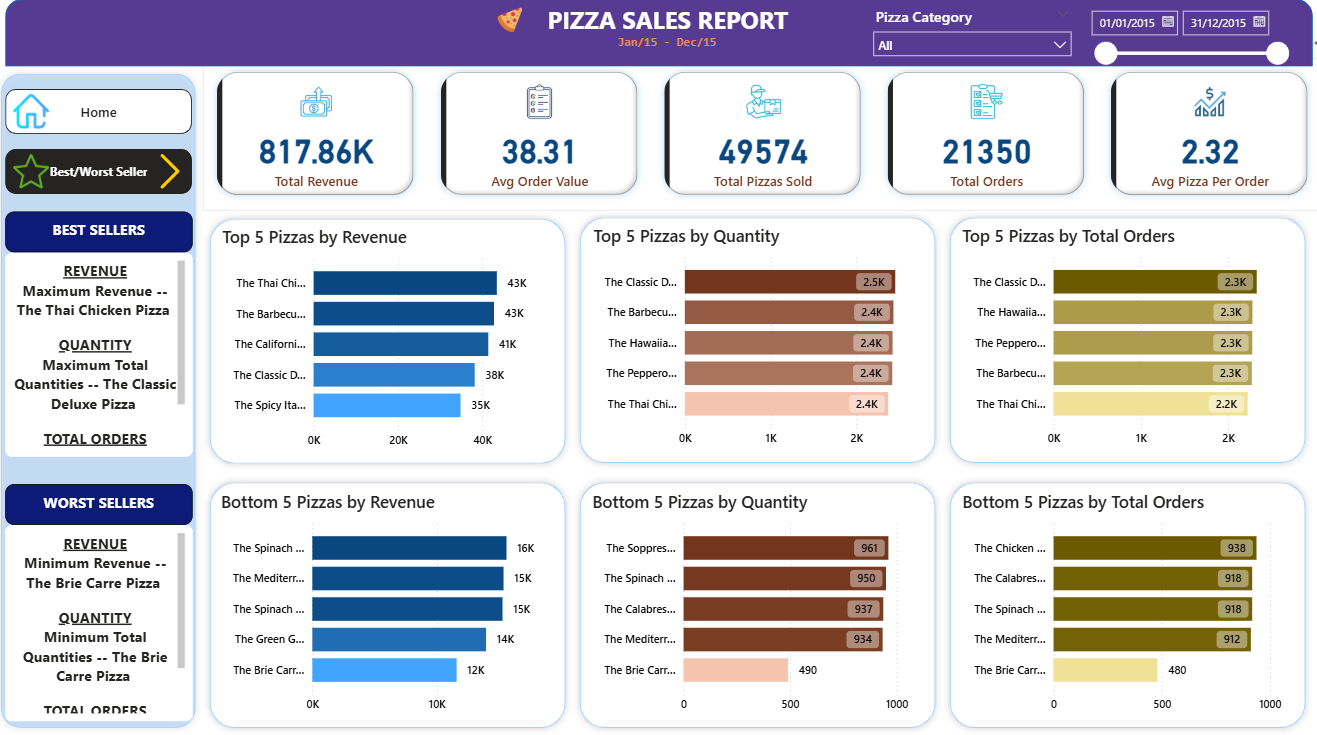 PIZZA SALES REPORT
Jan/15 - Dec/15
Pizza Category
All
01/01/2015
31/12/2015
Home
Best/Worst Seller
817.86K
Total Revenue
38.31
Avg Order Value
49574
Total Pizzas Sold
21350
Total Orders
2.32
Avg Pizza Per Order
BEST SELLERS
REVENUE
Maximum Revenue --
The Thai Chicken Pizza
QUANTITY
Maximum Total
Quantities -- The Classic
Deluxe Pizza
TOTAL ORDERS
WORST SELLERS
REVENUE
Minimum Revenue --
The Brie Carre Pizza
QUANTITY
Minimum Total
Quantities -- The Brie
Carre Pizza
TOTAL ORDERS
Top 5 Pizzas by Revenue
The Thai Chi... 43K
The Barbecu... 43K
The Californi... 41K
The Classic D... 38K
The Spicy Ita... 35K
0K 20K 40K
Top 5 Pizzas by Quantity
The Classic D... 2.5K
The Barbecu... 2.4K
The Hawaiia... 2.4K
The Peppero... 2.4K
The Thai Chi... 2.4K
0K 1K 2K
Top 5 Pizzas by Total Orders
The Classic D... 2.3K
The Hawaiia... 2.3K
The Peppero... 2.3K
The Barbecu... 2.3K
The Thai Chi... 2.2K
0K 1K 2K
Bottom 5 Pizzas by Revenue
The Spinach ... 16K
The Mediterr... 15K
The Spinach ... 15K
The Green G... 14K
The Brie Carr... 12K
0K 10K
Bottom 5 Pizzas by Quantity
The Soppres... 961
The Spinach ... 950
The Calabres... 937
The Mediterr... 934
The Brie Carr... 490
0 500 1000
Bottom 5 Pizzas by Total Orders
The Chicken ... 938
The Calabres... 918
The Spinach ... 918
The Mediterr... 912
The Brie Carr... 480
0 500 1000